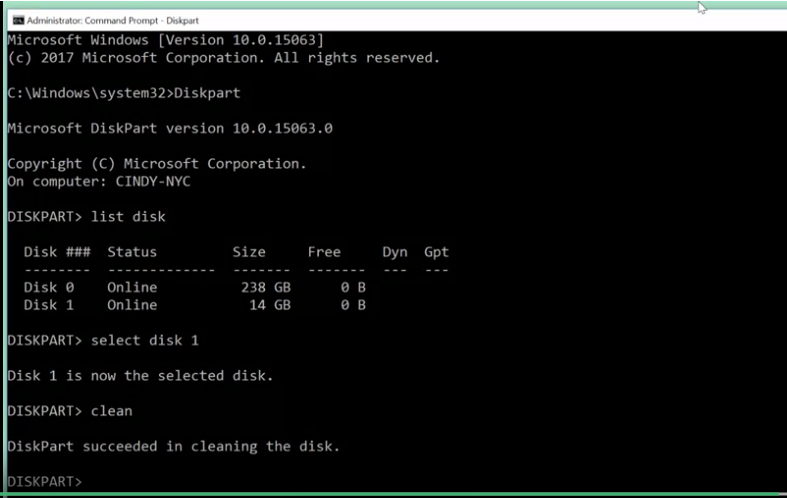 Administrator: Command Prompt - Diskpart
Microsoft Windows [Version 10.0.15063]
(c) 2017 Microsoft Corporation. All rights reserved.
C:\Windows\system32>Diskpart
Microsoft DiskPart version 10.0.15063.0
Copyright (C) Microsoft Corporation.
On computer: CINDY-NYC
DISKPART> list disk
Disk ###  Status         Size     Free     Dyn  Gpt
--------  -------------  -------  -------  ---  ---
Disk 0    Online          238 GB      0 B
Disk 1    Online           14 GB      0 B
DISKPART> select disk 1
Disk 1 is now the selected disk.
DISKPART> clean
DiskPart succeeded in cleaning the disk.
DISKPART>